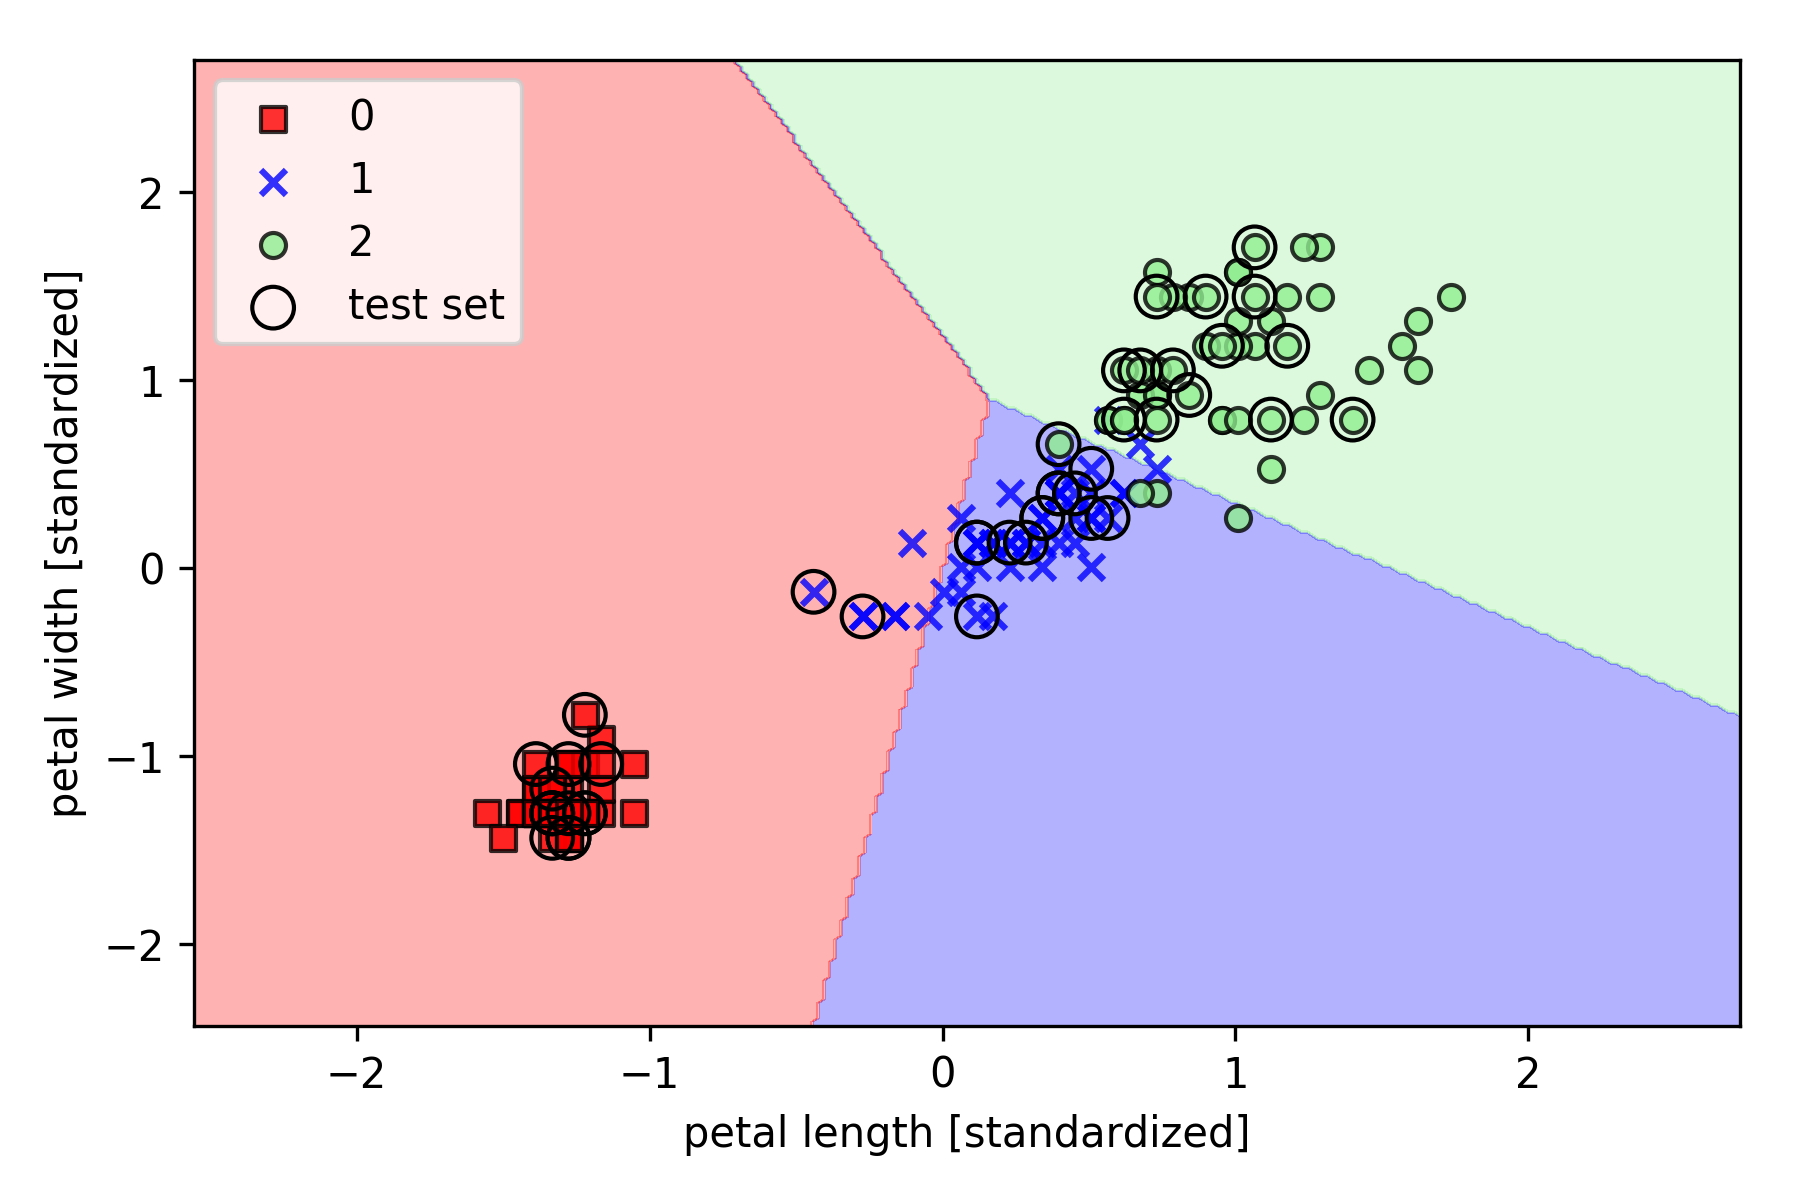 0
1
2
test set
2
1
0
−1
−2
petal width [standardized]
−2 −1 0 1 2
petal length [standardized]